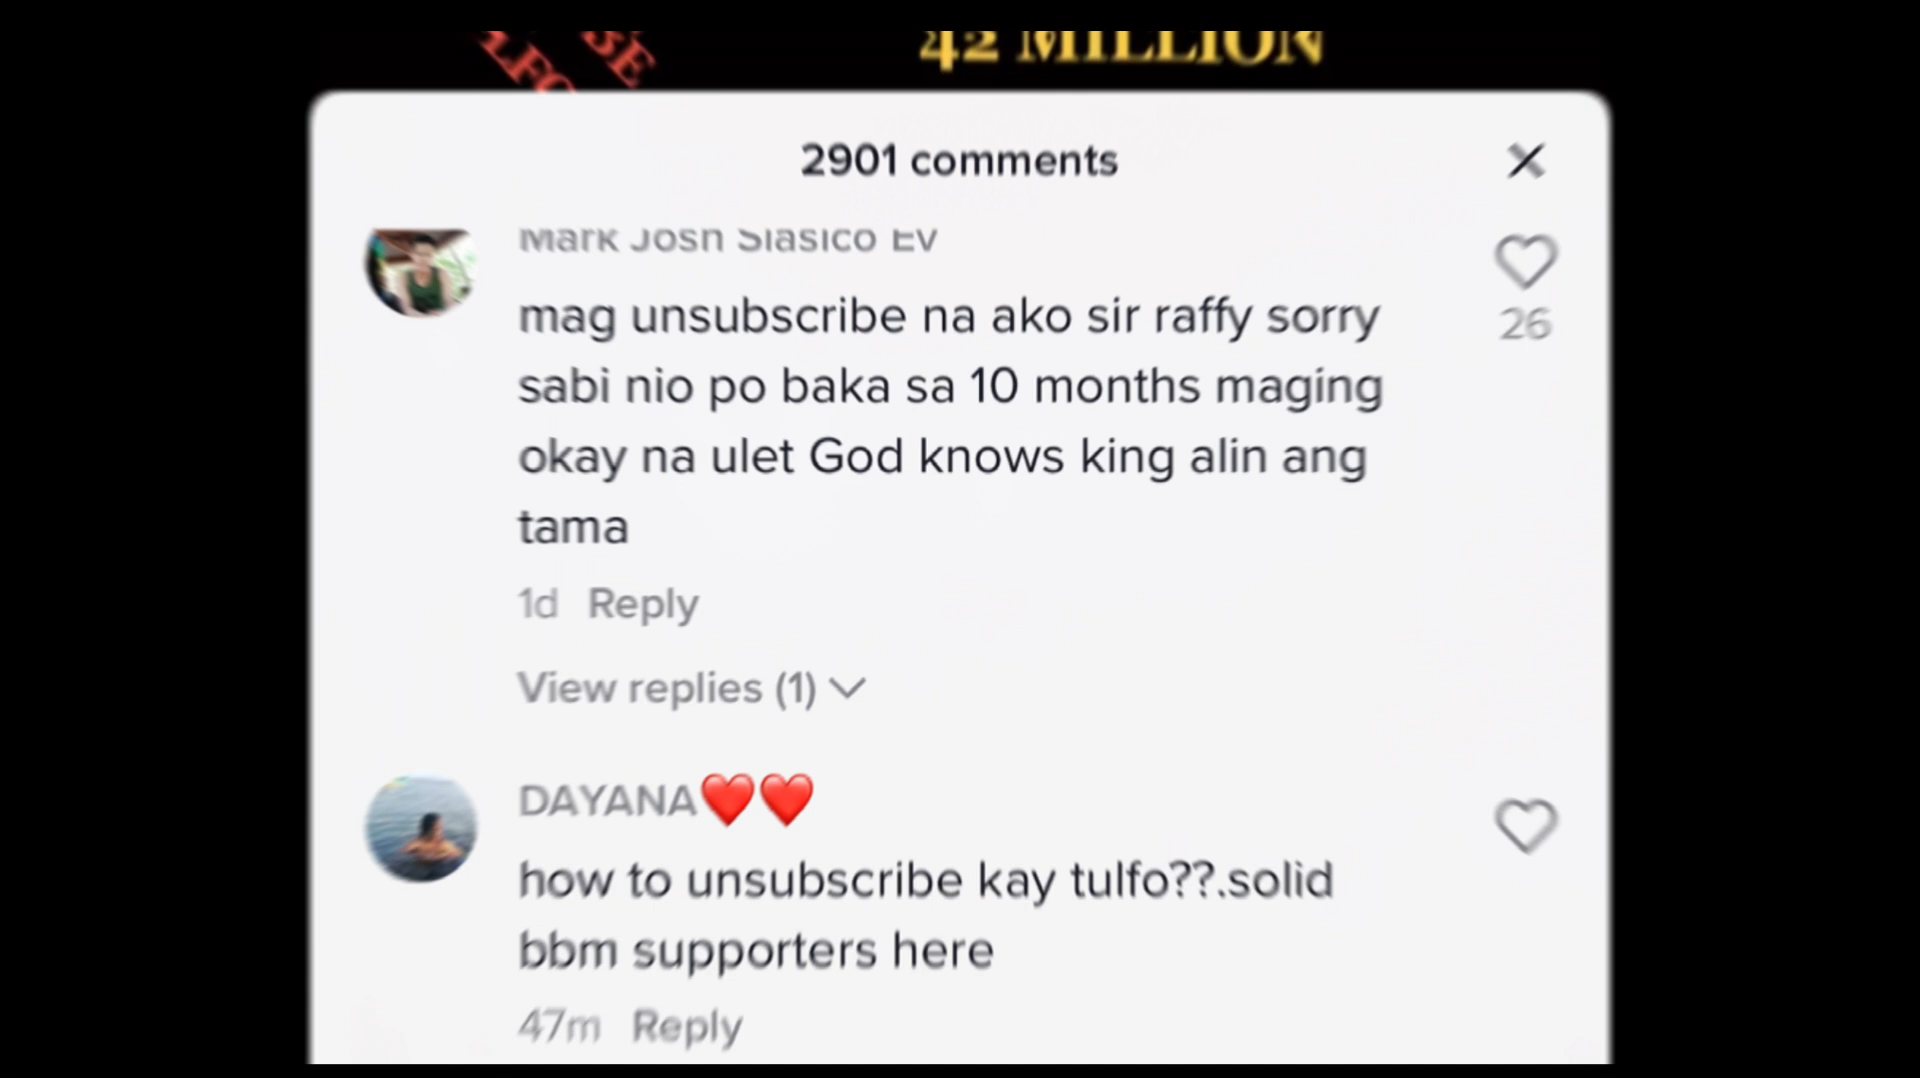 BE
LFO
42 MILLION
2901 comments
Mark Josh Siasico Ev
26
mag unsubscribe na ako sir raffy sorry
sabi nio po baka sa 10 months maging
okay na ulet God knows king alin ang
tama
1d Reply
View replies (1)
DAYANA❤️❤️
how to unsubscribe kay tulfo??.solid
bbm supporters here
47m Reply